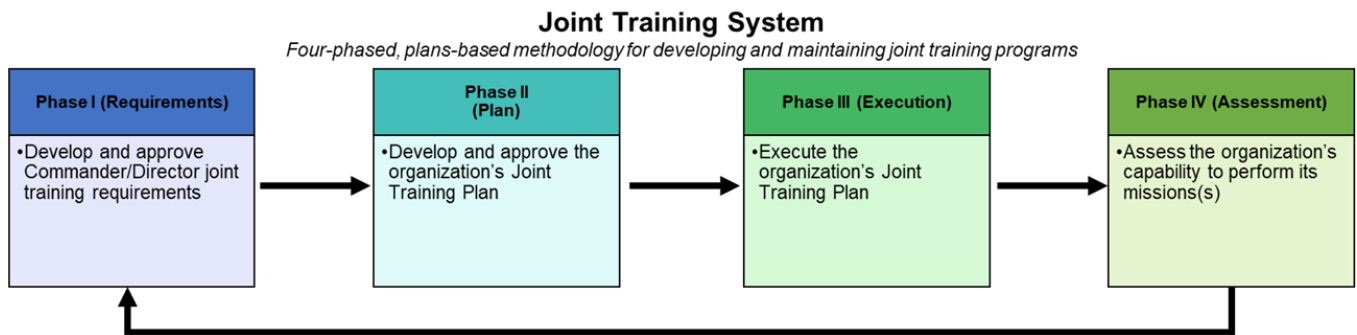 Joint Training System
Four-phased, plans-based methodology for developing and maintaining joint training programs
Phase I (Requirements)
•Develop and approve
Commander/Director joint
training requirements
Phase II
(Plan)
•Develop and approve the
organization's Joint
Training Plan
Phase III (Execution)
•Execute the
organization's Joint
Training Plan
Phase IV (Assessment)
•Assess the organization's
capability to perform its
missions(s)